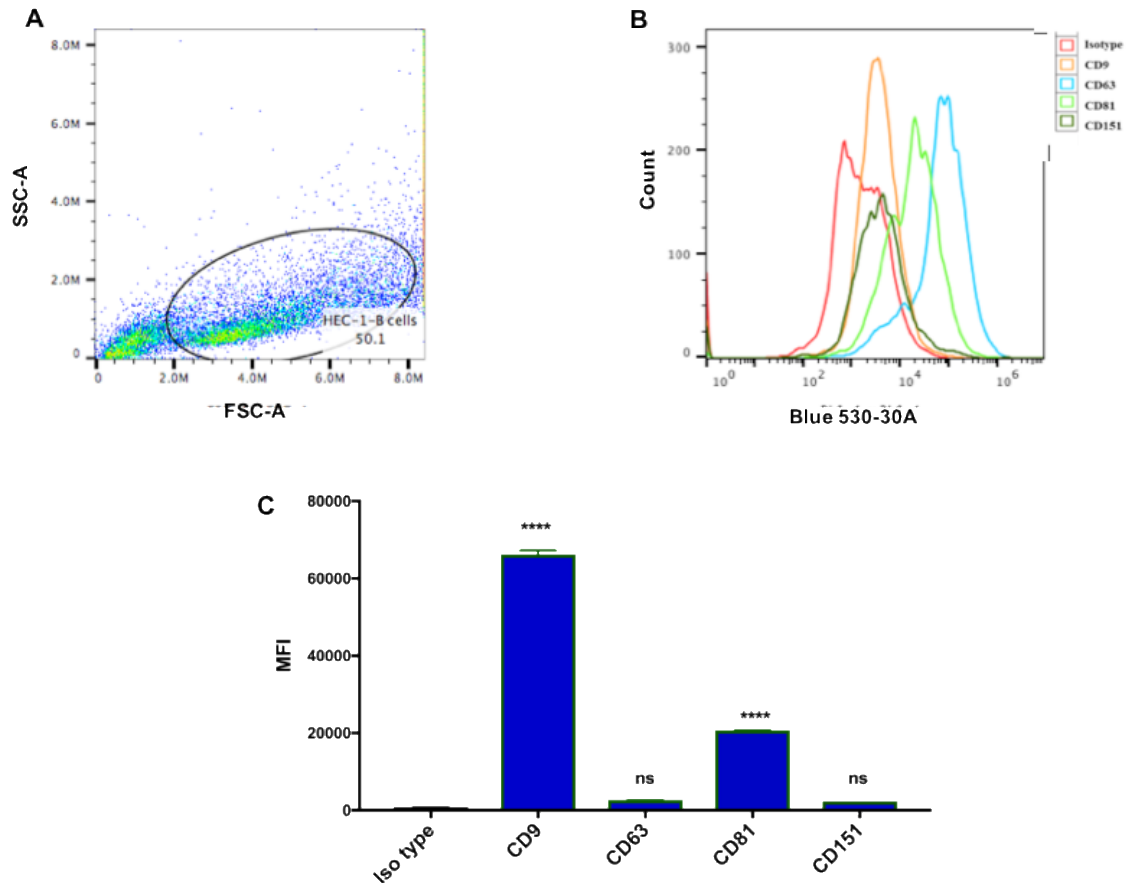 A
SSC-A
8.0M
6.0M
4.0M
2.0M
0
HEC-1-B cells
50.1
0 2.0M 4.0M 6.0M 8.0M
FSC-A
B
Count
300
200
100
0
Isotype
CD9
CD63
CD81
CD151
10^0 10^2 10^4 10^6
Blue 530-30A
C
MFI
80000
60000
40000
20000
0
****
ns
****
ns
Iso type
CD9
CD63
CD81
CD151